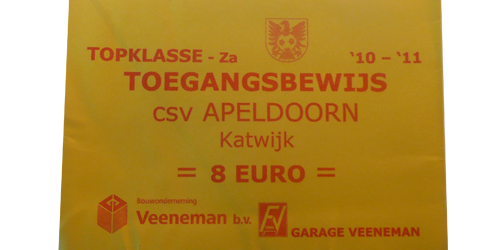 TOPKLASSE - Za '10 – '11
TOEGANGSBEWIJS
csv APELDOORN
Katwijk
= 8 EURO =
Bouwonderneming
Veeneman b.v.
GARAGE VEENEMAN